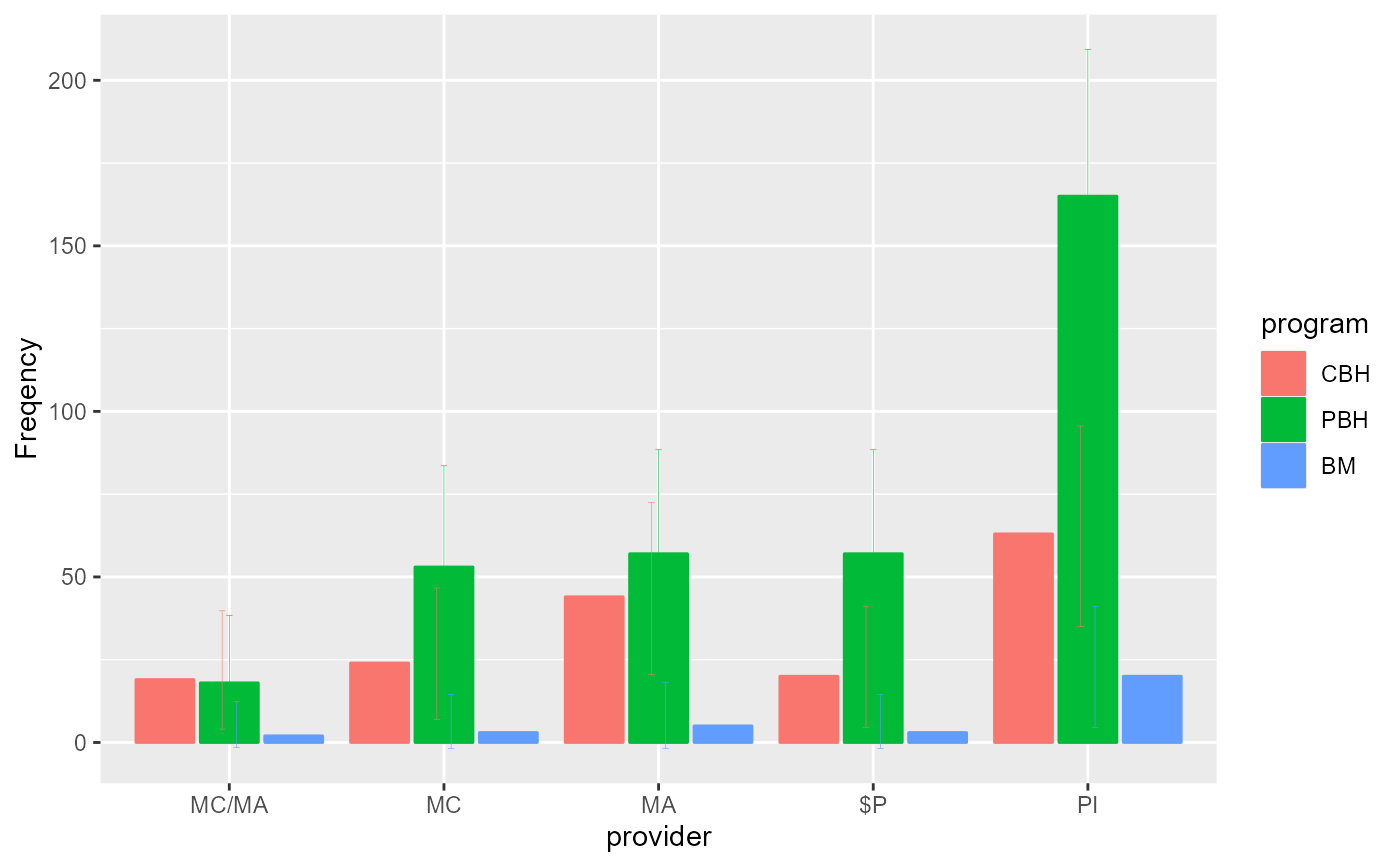 200
150
100
50
0
Freqency
MC/MA MC MA $P PI
provider
program
CBH
PBH
BM